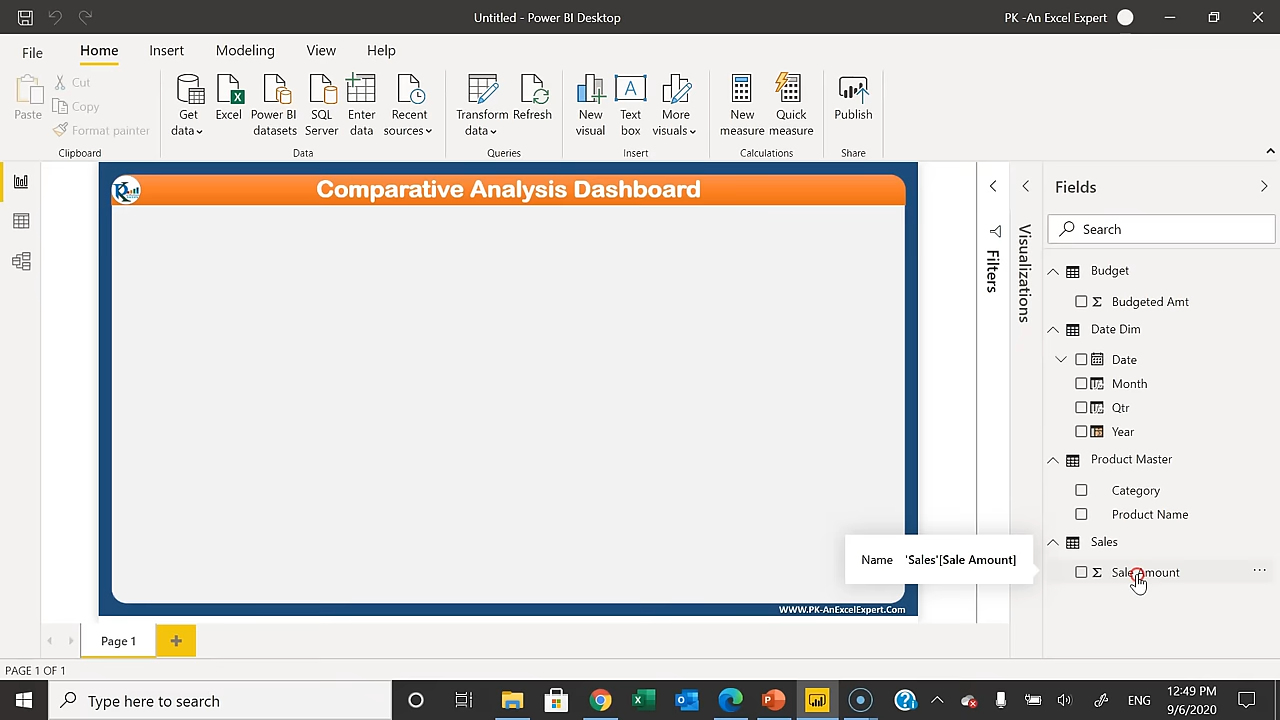 Untitled - Power BI Desktop
PK -An Excel Expert
File
Home
Insert
Modeling
View
Help
Paste
Cut
Copy
Format painter
Clipboard
Get data
Excel
Power BI datasets
SQL Server
Enter data
Recent sources
Data
Transform data
Refresh
Queries
New visual
Text box
More visuals
Insert
New measure
Quick measure
Calculations
Publish
Share
Comparative Analysis Dashboard
WWW.PK-AnExcelExpert.Com
Filters
Visualizations
Fields
Search
Budget
Budgeted Amt
Date Dim
Date
Month
Qtr
Year
Product Master
Category
Product Name
Sales
Sale Amount
Name 'Sales'[Sale Amount]
Page 1
PAGE 1 OF 1
Type here to search
ENG
12:49 PM
9/6/2020